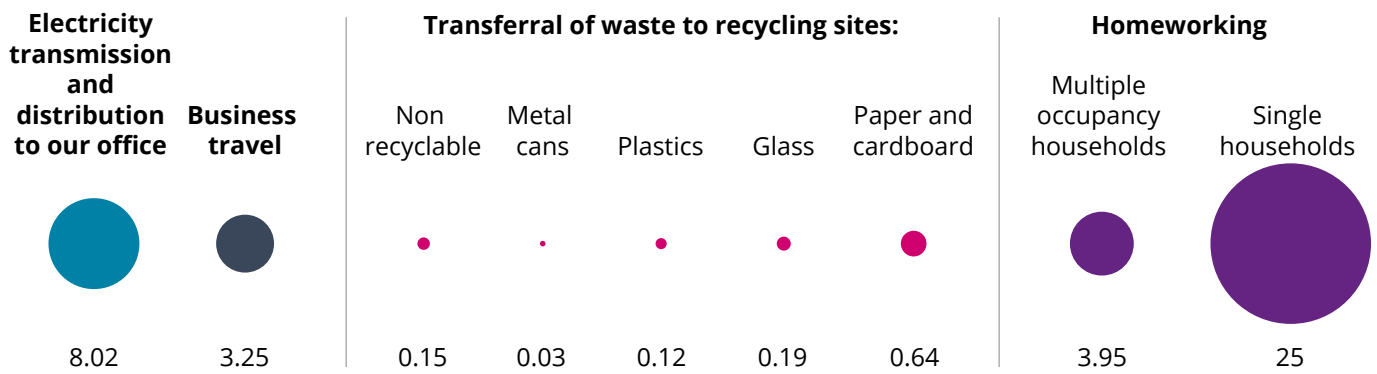 Electricity
transmission
and
distribution
to our office
8.02
Business
travel
3.25
Transferral of waste to recycling sites:
Non
recyclable
0.15
Metal
cans
0.03
Plastics
0.12
Glass
0.19
Paper and
cardboard
0.64
Homeworking
Multiple
occupancy
households
3.95
Single
households
25